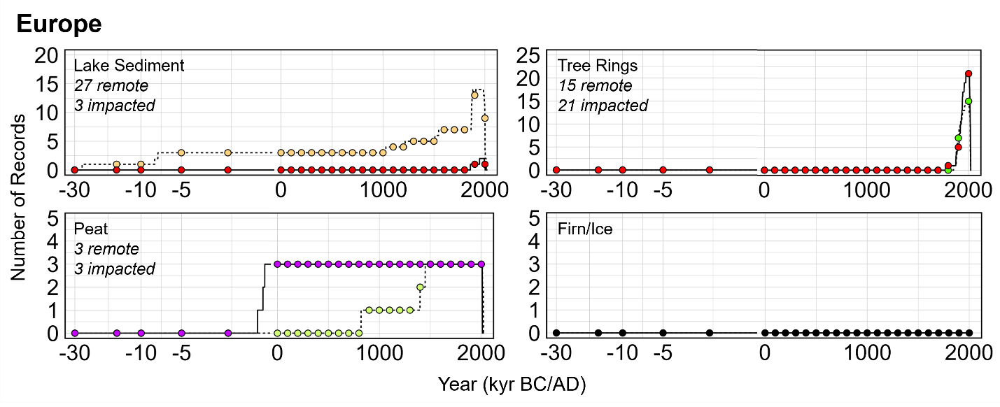 Europe
Number of Records
20
15
10
5
0
Lake Sediment
27 remote
3 impacted
-30 -10 -5 0 1000 2000
25
20
15
10
5
0
Tree Rings
15 remote
21 impacted
-30 -10 -5 0 1000 2000
5
4
3
2
1
0
Peat
3 remote
3 impacted
-30 -10 -5 0 1000 2000
5
4
3
2
1
0
Firn/Ice
-30 -10 -5 0 1000 2000
Year (kyr BC/AD)